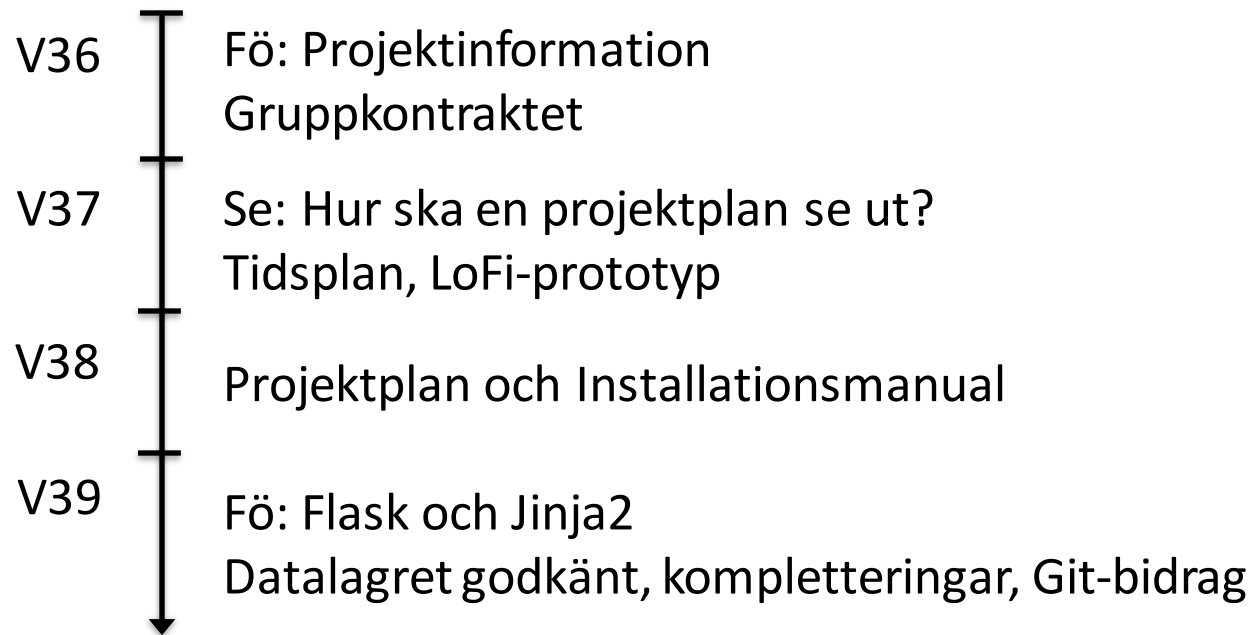 V36
Fö: Projektinformation
Gruppkontraktet
V37
Se: Hur ska en projektplan se ut?
Tidsplan, LoFi-prototyp
V38
Projektplan och Installationsmanual
V39
Fö: Flask och Jinja2
Datalagret godkänt, kompletteringar, Git-bidrag